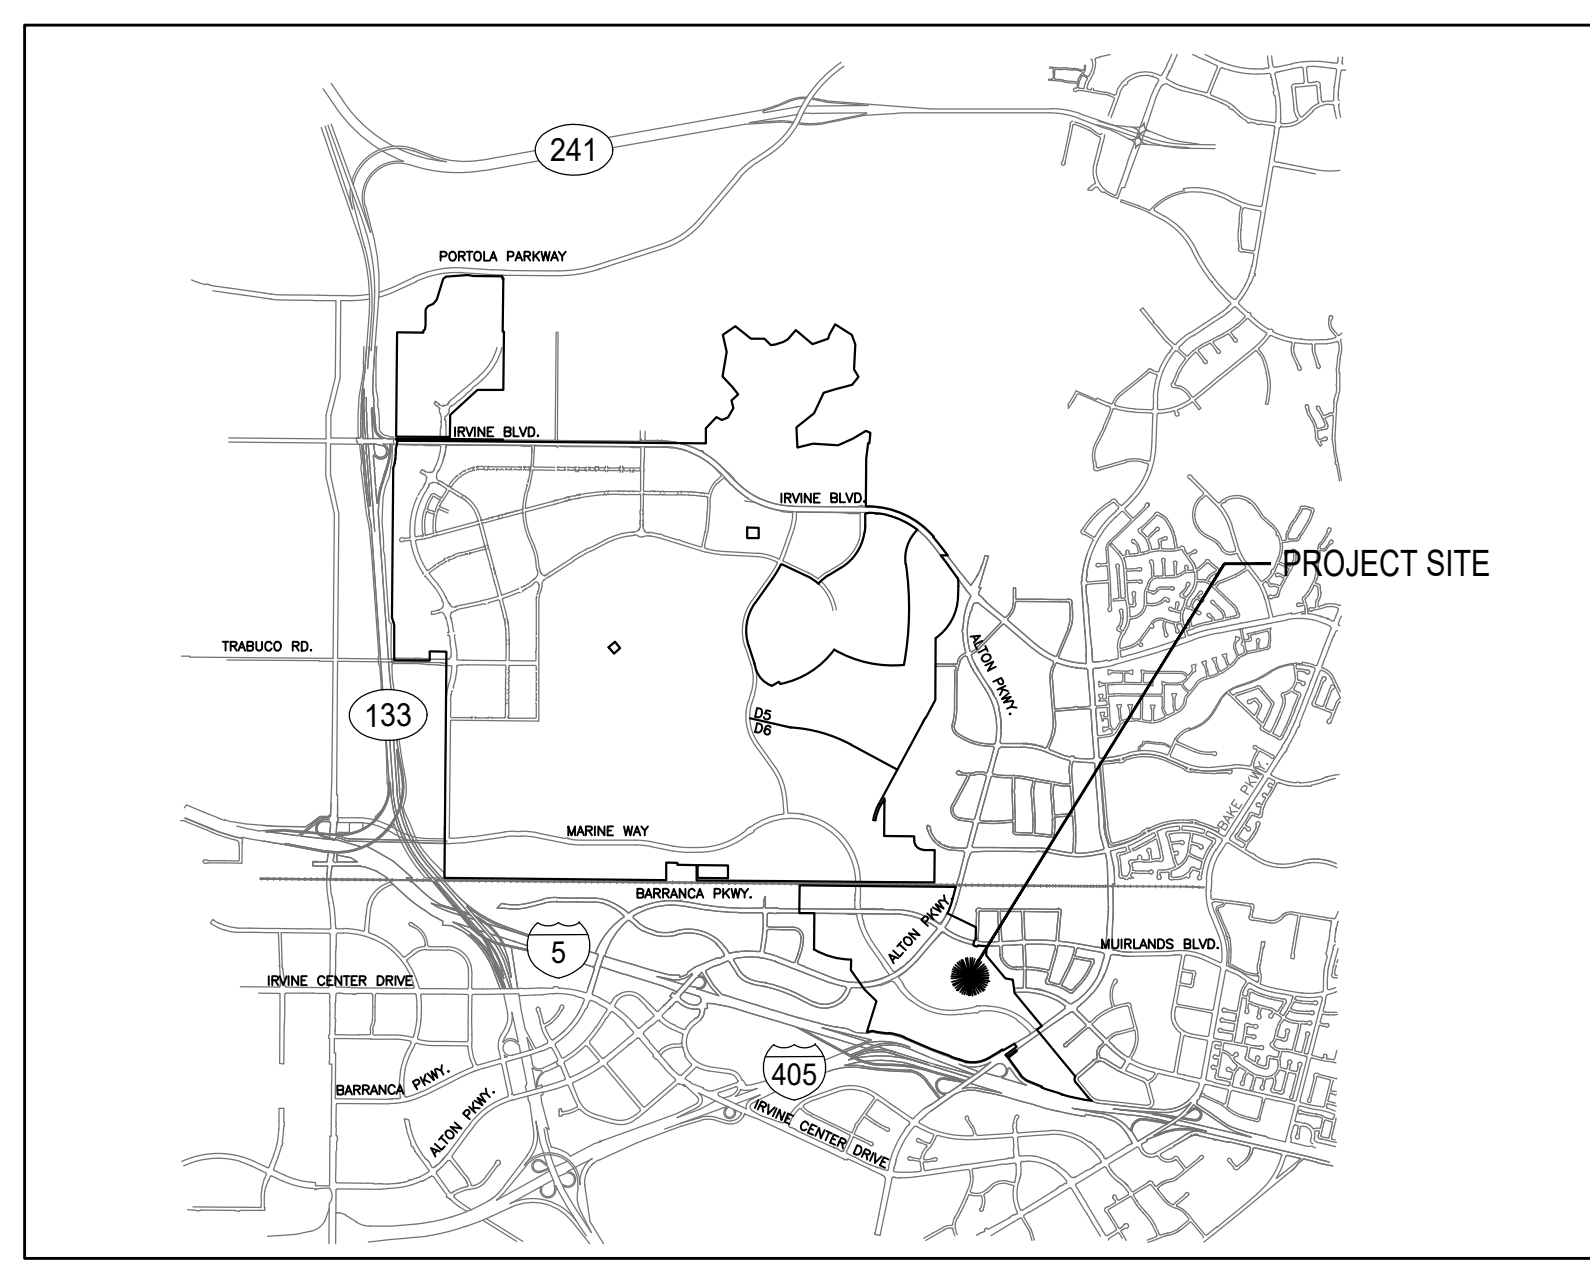 241
PORTOLA PARKWAY
IRVINE BLVD.
IRVINE BLVD.
PROJECT SITE
TRABUCO RD.
ALTON PKWY.
133
D5
D6
BAKE PKWY.
MARINE WAY
BARRANCA PKWY.
ALTON PKWY.
MUIRLANDS BLVD.
5
IRVINE CENTER DRIVE
405
BARRANCA PKWY.
ALTON PKWY.
IRVINE CENTER DRIVE